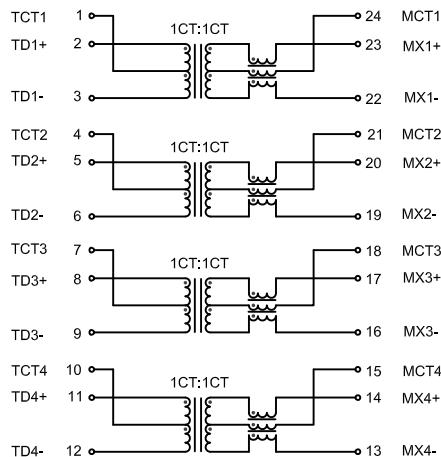 TCT1 1 24 MCT1
1CT:1CT
TD1+ 2 23 MX1+
TD1- 3 22 MX1-
TCT2 4 21 MCT2
1CT:1CT
TD2+ 5 20 MX2+
TD2- 6 19 MX2-
TCT3 7 18 MCT3
1CT:1CT
TD3+ 8 17 MX3+
TD3- 9 16 MX3-
TCT4 10 15 MCT4
1CT:1CT
TD4+ 11 14 MX4+
TD4- 12 13 MX4-